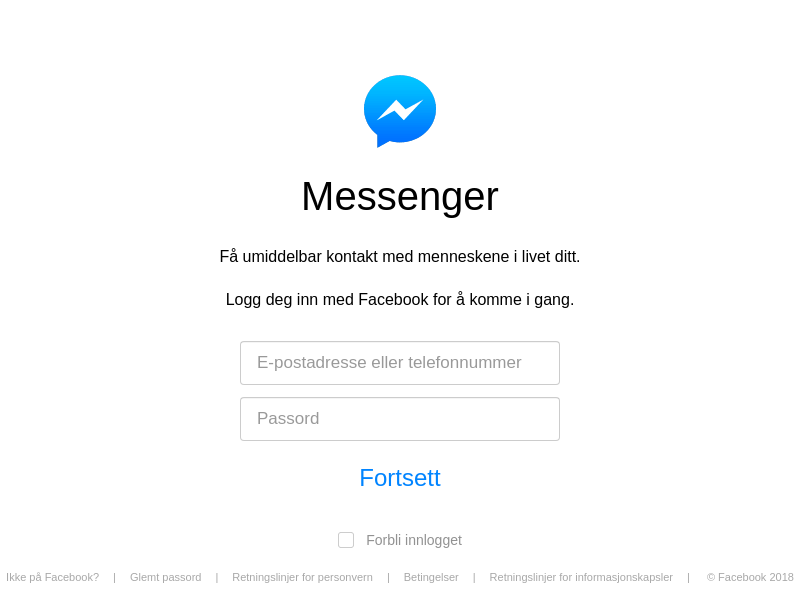 Messenger
Få umiddelbar kontakt med menneskene i livet ditt.
Logg deg inn med Facebook for å komme i gang.
E-postadresse eller telefonnummer
Passord
Fortsett
Forbli innlogget
Ikke på Facebook? | Glemt passord | Retningslinjer for personvern | Betingelser | Retningslinjer for informasjonskapsler | © Facebook 2018